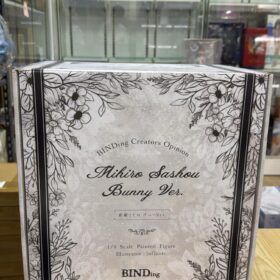 BINDing Creators Opinion
Mihiro Sashou
Bunny Ver.
1/4 Scale Painted Figure
BINDing